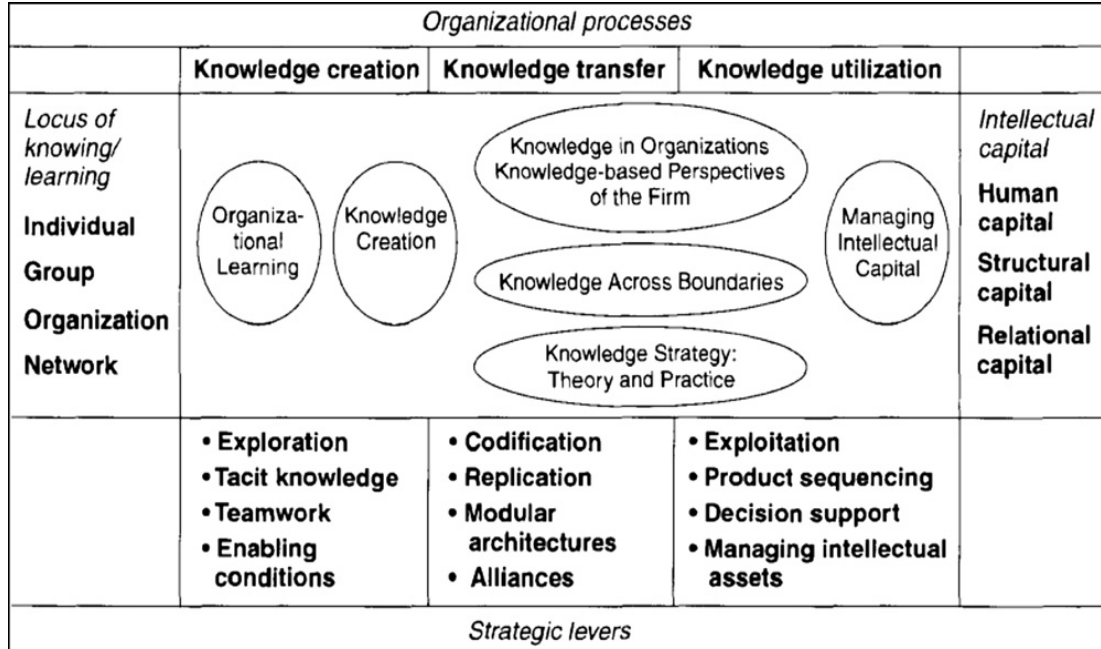 Organizational processes
Knowledge creation
Knowledge transfer
Knowledge utilization
Locus of
knowing/
learning
Individual
Group
Organization
Network
Organiza-
tional
Learning
Knowledge
Creation
Knowledge in Organizations
Knowledge-based Perspectives
of the Firm
Knowledge Across Boundaries
Knowledge Strategy:
Theory and Practice
Managing
Intellectual
Capital
Intellectual
capital
Human
capital
Structural
capital
Relational
capital
• Exploration
• Tacit knowledge
• Teamwork
• Enabling
conditions
• Codification
• Replication
• Modular
architectures
• Alliances
• Exploitation
• Product sequencing
• Decision support
• Managing intellectual
assets
Strategic levers